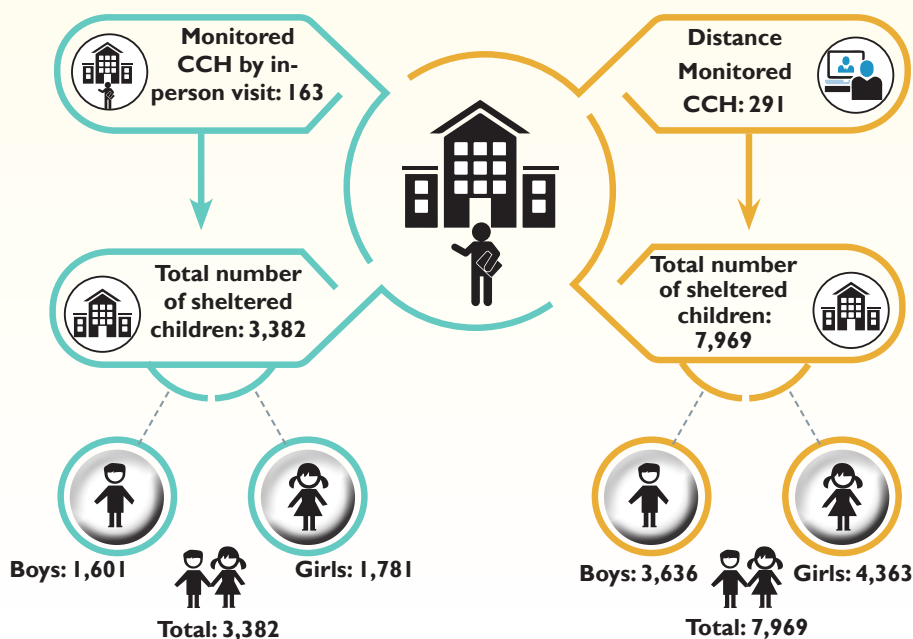 Monitored
CCH by in-
person visit: 163
Distance
Monitored
CCH: 291
Total number
of sheltered
children: 3,382
Total number
of sheltered
children:
7,969
Boys: 1,601
Girls: 1,781
Total: 3,382
Boys: 3,636
Girls: 4,363
Total: 7,969